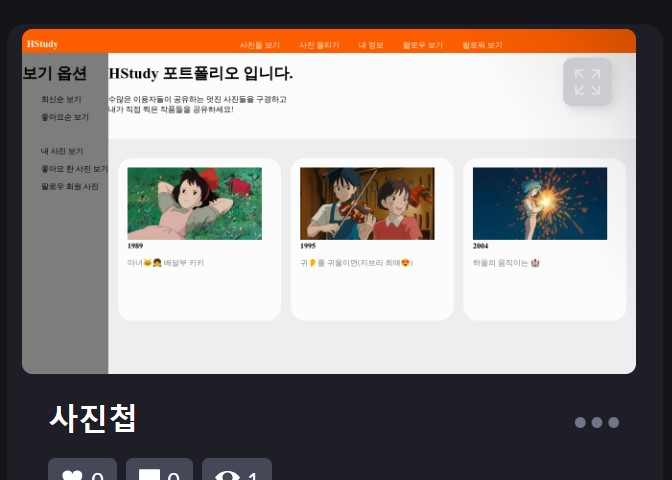 HStudy
사진들 보기 사진 올리기 내 정보 팔로우 보기 팔로워 보기
보기 옵션
최신순 보기
좋아요순 보기
내 사진 보기
좋아요 한 사진 보기
팔로우 회원 사진
HStudy 포트폴리오 입니다.
수많은 이용자들이 공유하는 멋진 사진들을 구경하고
내가 직접 찍은 작품들을 공유하세요!
1989
마녀🐱👧 배달부 키키
1995
귀👂를 귀울이면(지브리 최애😍)
2004
하울의 움직이는 🏰
사진첩
0 0 1